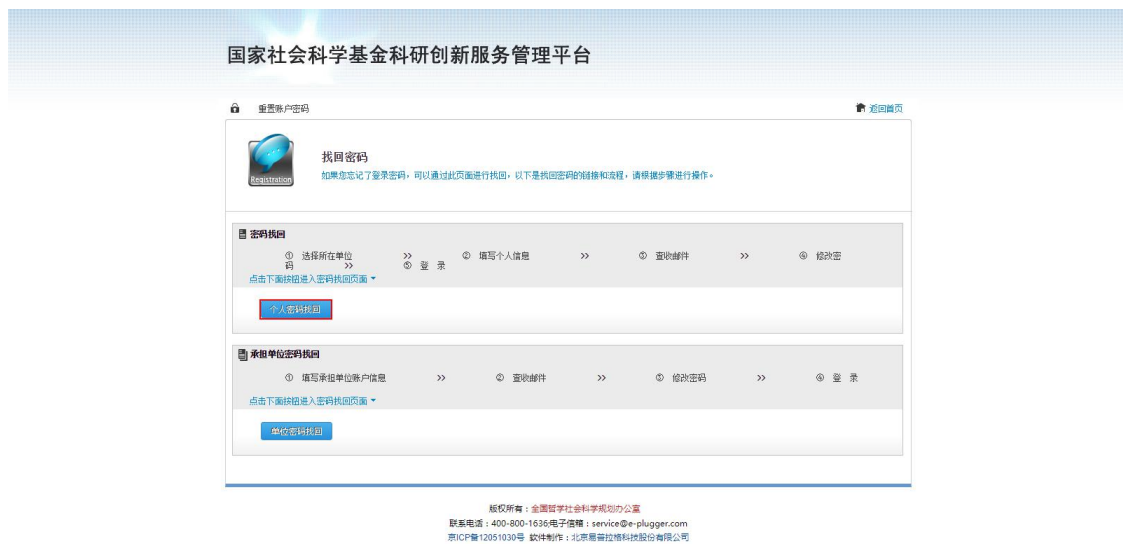 国家社会科学基金科研创新服务管理平台
重置账户密码 返回首页
找回密码
如果您忘记了登录密码，可以通过此页面进行找回，以下是找回密码的链接和流程，请根据步骤进行操作。
Registration
密码找回
① 选择所在单位 >> ② 填写个人信息 >> ③ 查收邮件 >> ④ 修改密
码 >> ⑤ 登 录
点击下面按钮进入密码找回页面
个人密码找回
承担单位密码找回
① 填写承担单位账户信息 >> ② 查收邮件 >> ③ 修改密码 >> ④ 登 录
点击下面按钮进入密码找回页面
单位密码找回
版权所有：全国哲学社会科学规划办公室
联系电话：400-800-1636;电子信箱：service@e-plugger.com
京ICP备12051030号 软件制作：北京易普拉格科技股份有限公司